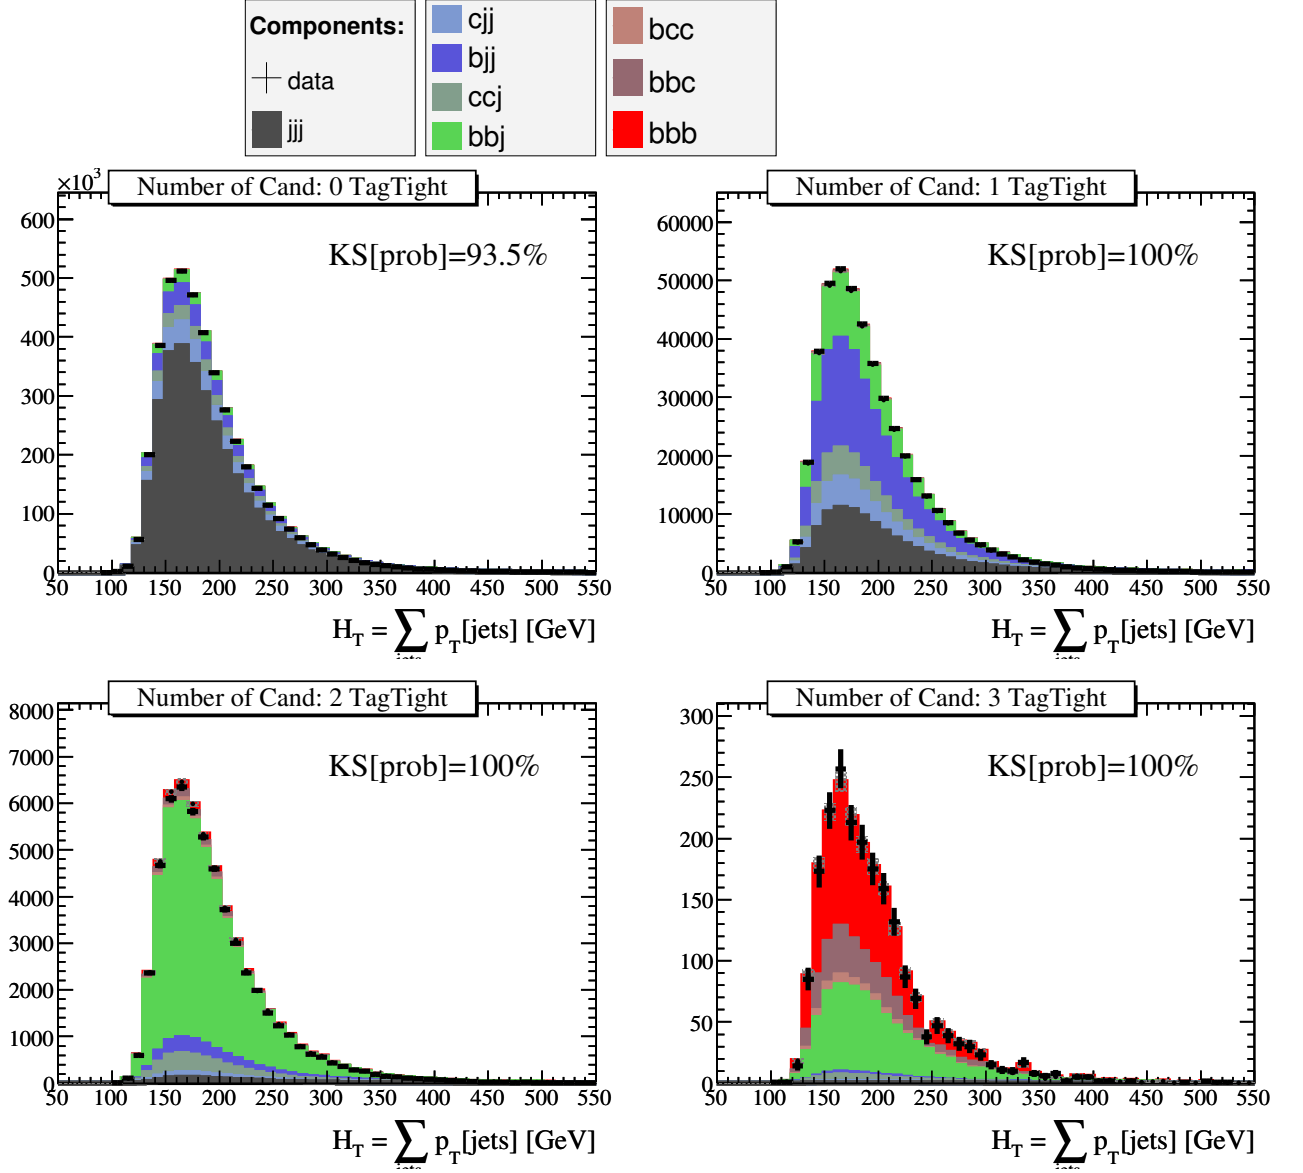 Components:
data
jjj
cjj
bjj
ccj
bbj
bcc
bbc
bbb
Number of Cand: 0 TagTight
×10³
KS[prob]=93.5%
600
500
400
300
200
100
0
50 100 150 200 250 300 350 400 450 500 550
H_T = ∑ p_T[jets] [GeV]
jets
Number of Cand: 1 TagTight
KS[prob]=100%
60000
50000
40000
30000
20000
10000
0
50 100 150 200 250 300 350 400 450 500 550
H_T = ∑ p_T[jets] [GeV]
jets
Number of Cand: 2 TagTight
KS[prob]=100%
8000
7000
6000
5000
4000
3000
2000
1000
0
50 100 150 200 250 300 350 400 450 500 550
H_T = ∑ p_T[jets] [GeV]
jets
Number of Cand: 3 TagTight
KS[prob]=100%
300
250
200
150
100
50
0
50 100 150 200 250 300 350 400 450 500 550
H_T = ∑ p_T[jets] [GeV]
jets